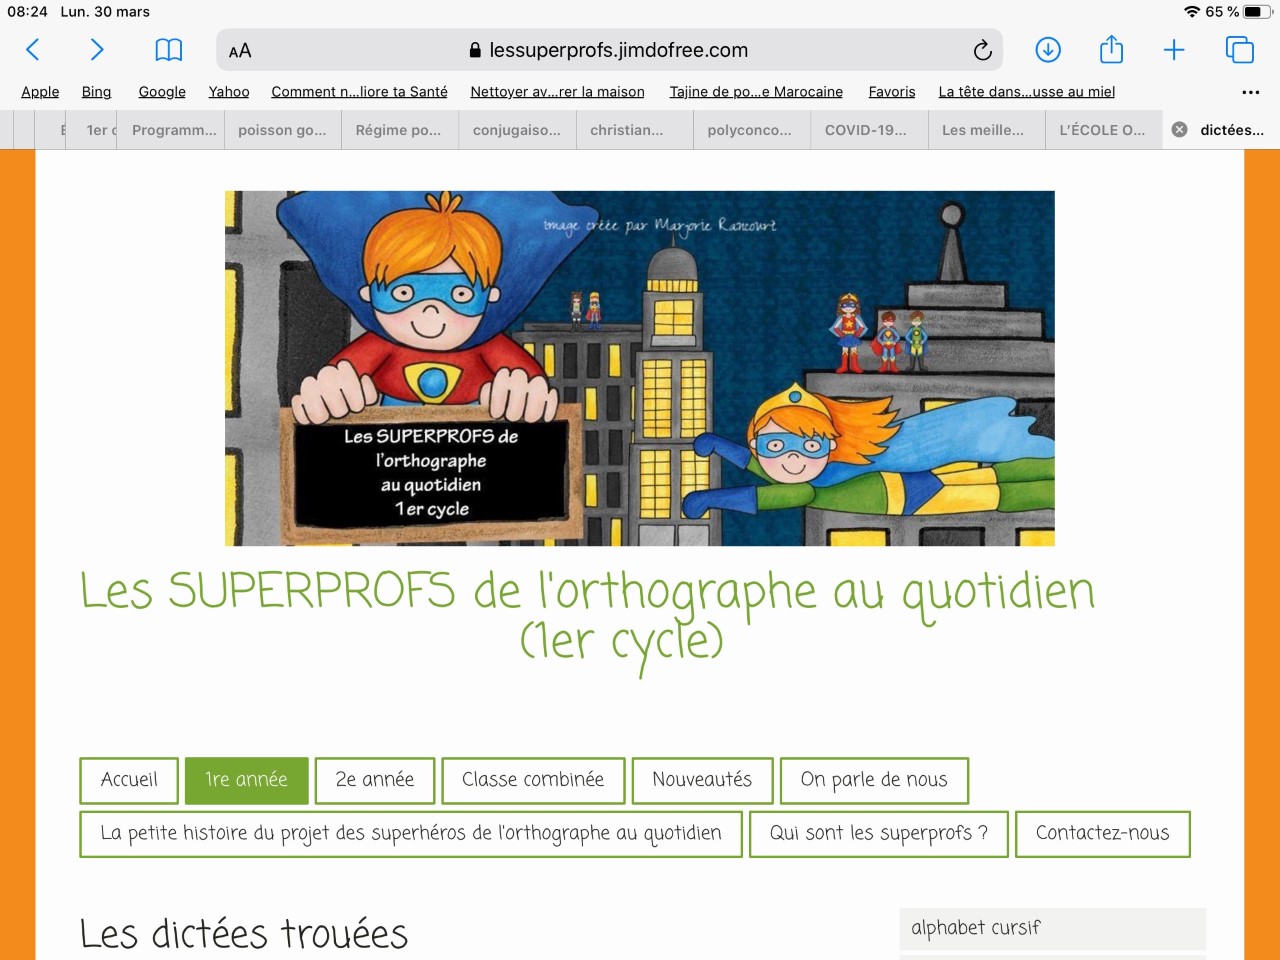 08:24 Lun. 30 mars 65 %
AA lessuperprofs.jimdofree.com
Apple Bing Google Yahoo Comment n...liore ta Santé Nettoyer av...rer la maison Tajine de po...e Marocaine Favoris La tête dans...usse au miel
1er Programm... poisson go... Régime po... conjugaiso... christian... polyconco... COVID-19... Les meille... L'ÉCOLE O... dictées...
image créée par Marjorie Rancourt
Les SUPERPROFS de
l'orthographe
au quotidien
1er cycle
Les SUPERPROFS de l'orthographe au quotidien
(1er cycle)
Accueil 1re année 2e année Classe combinée Nouveautés On parle de nous
La petite histoire du projet des superhéros de l'orthographe au quotidien Qui sont les superprofs ? Contactez-nous
Les dictées trouées
alphabet cursif